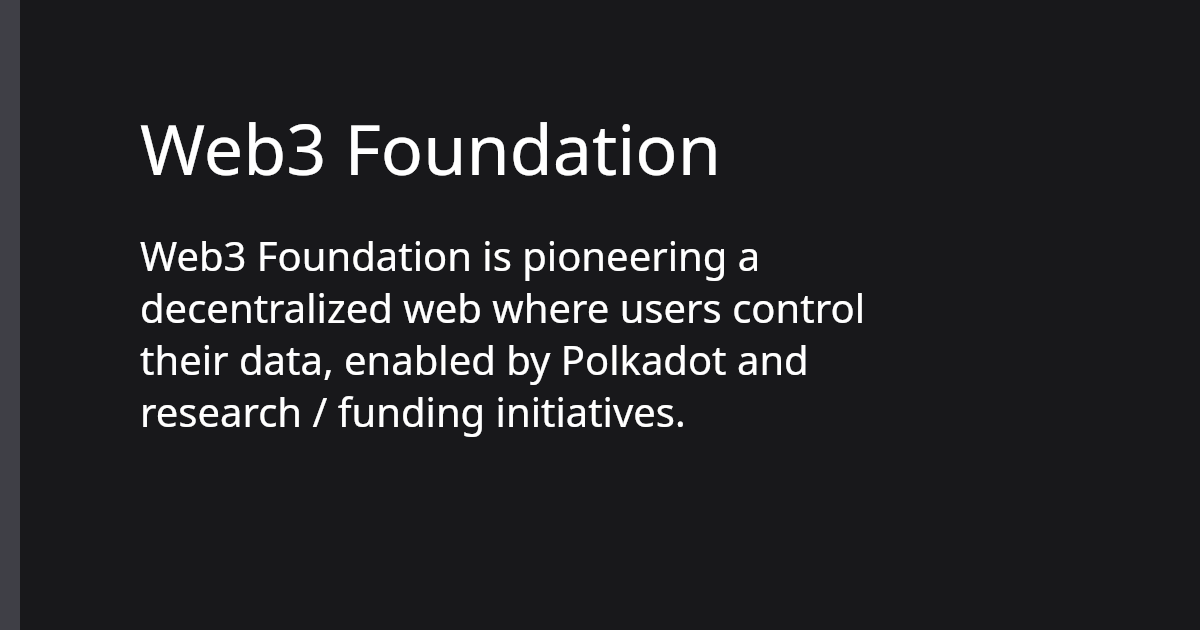 Web3 Foundation
Web3 Foundation is pioneering a
decentralized web where users control
their data, enabled by Polkadot and
research / funding initiatives.